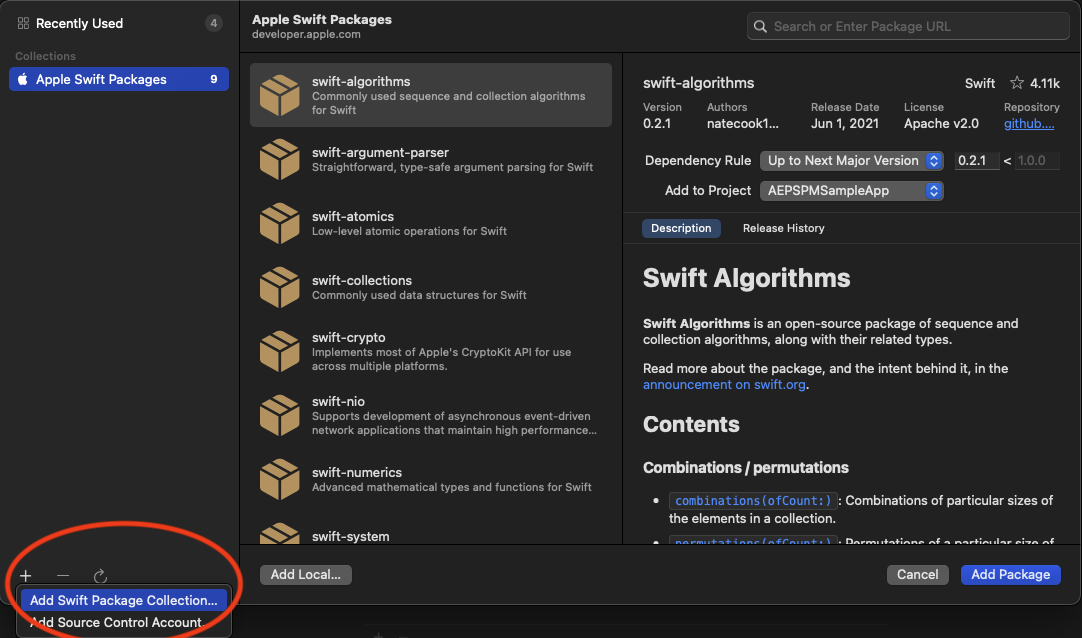 Recently Used 4
Collections
Apple Swift Packages 9
Apple Swift Packages
developer.apple.com
Search or Enter Package URL
swift-algorithms
Commonly used sequence and collection algorithms
for Swift
swift-argument-parser
Straightforward, type-safe argument parsing for Swift
swift-atomics
Low-level atomic operations for Swift
swift-collections
Commonly used data structures for Swift
swift-crypto
Implements most of Apple's CryptoKit API for use
across multiple platforms.
swift-nio
Supports development of asynchronous event-driven
network applications that maintain high performance...
swift-numerics
Advanced mathematical types and functions for Swift
swift-system
swift-algorithms Swift 4.11k
Version Authors Release Date License Repository
0.2.1 natecook1... Jun 1, 2021 Apache v2.0 github....
Dependency Rule Up to Next Major Version 0.2.1 < 1.0.0
Add to Project AEPSPMSampleApp
Description Release History
Swift Algorithms
Swift Algorithms is an open-source package of sequence and
collection algorithms, along with their related types.
Read more about the package, and the intent behind it, in the
announcement on swift.org.
Contents
Combinations / permutations
• combinations(ofCount:): Combinations of particular sizes of
the elements in a collection.
• permutations(ofCount:): Permutations of a particular size of
+ −
Add Swift Package Collection...
Add Source Control Account
Add Local... Cancel Add Package